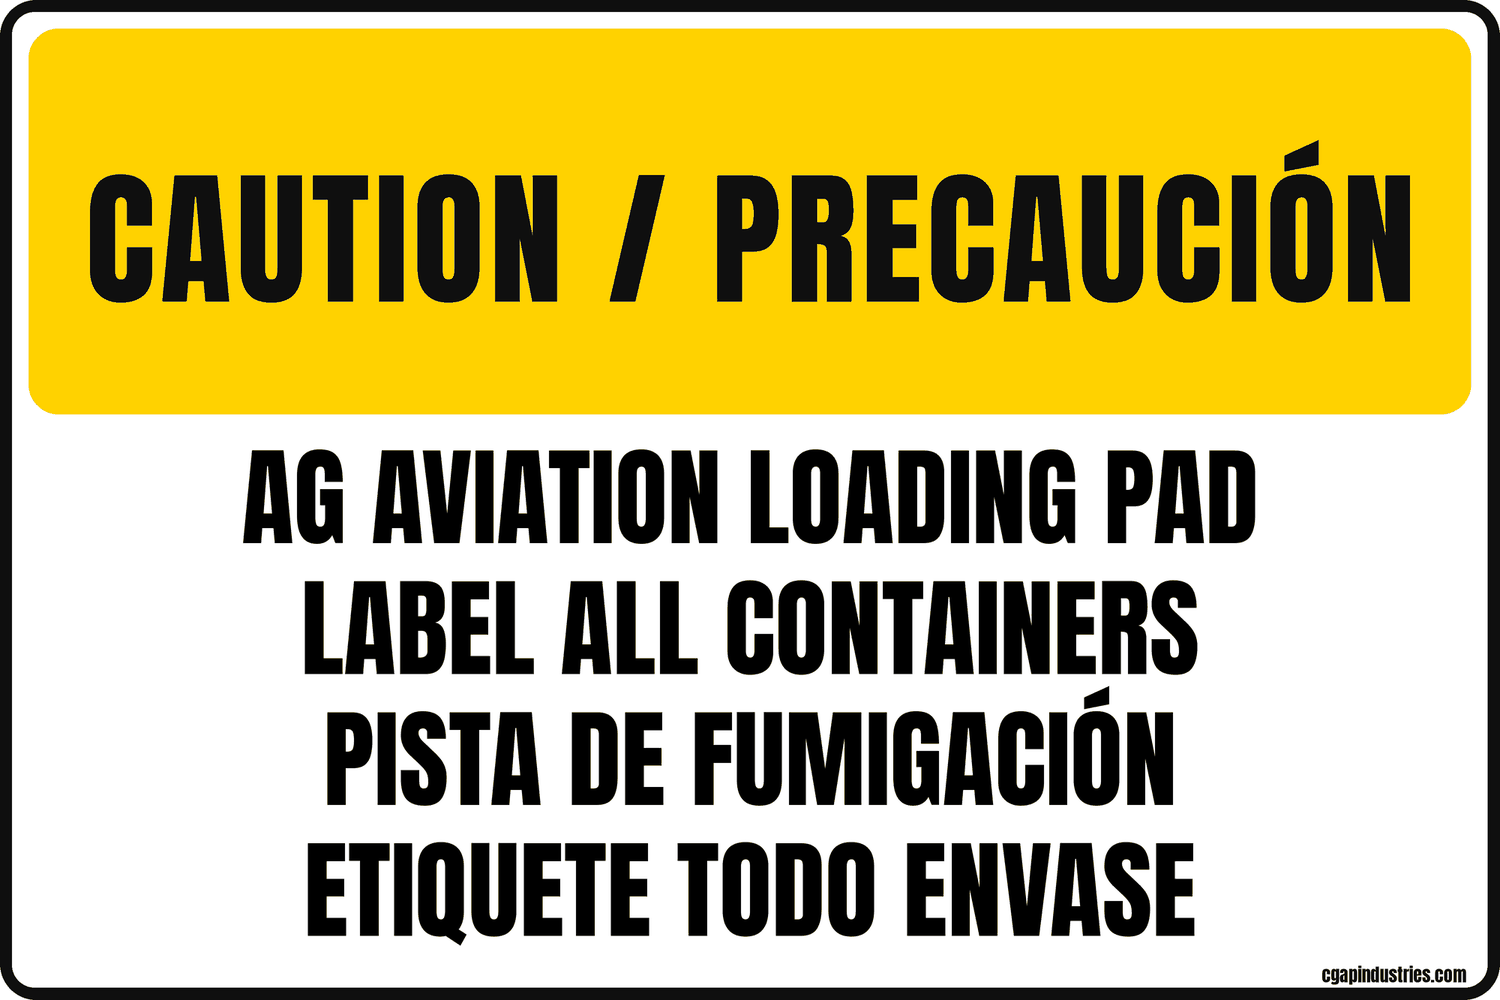 CAUTION / PRECAUCIÓN
AG AVIATION LOADING PAD
LABEL ALL CONTAINERS
PISTA DE FUMIGACIÓN
ETIQUETE TODO ENVASE
cgapindustries.com